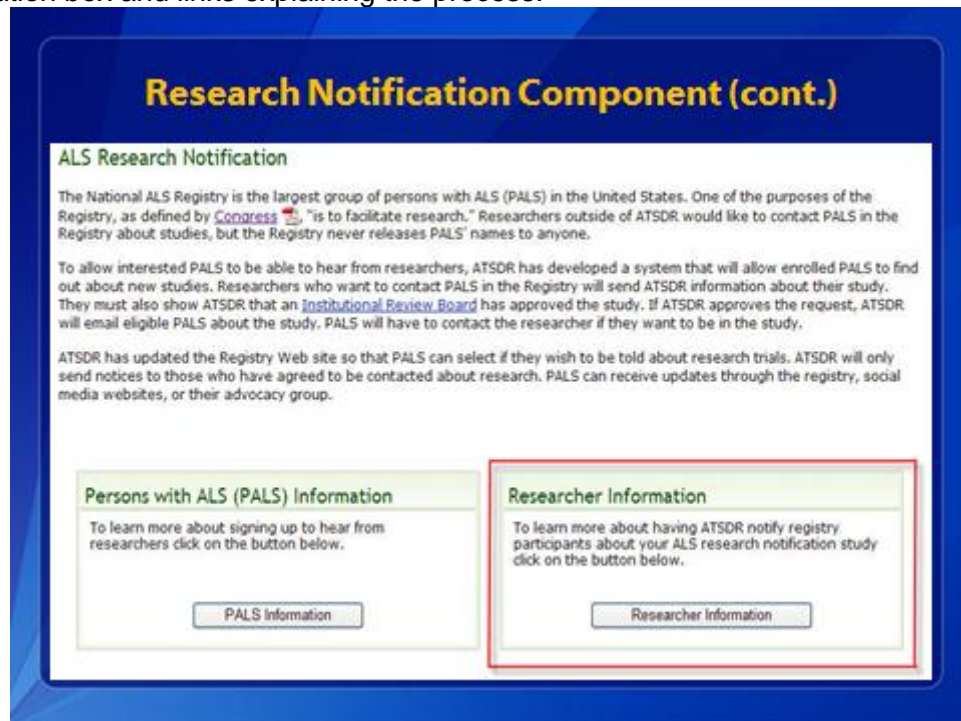 ation box and links explaining the process.
Research Notification Component (cont.)
ALS Research Notification
The National ALS Registry is the largest group of persons with ALS (PALS) in the United States. One of the purposes of the
Registry, as defined by Congress , "is to facilitate research." Researchers outside of ATSDR would like to contact PALS in the
Registry about studies, but the Registry never releases PALS' names to anyone.
To allow interested PALS to be able to hear from researchers, ATSDR has developed a system that will allow enrolled PALS to find
out about new studies. Researchers who want to contact PALS in the Registry will send ATSDR information about their study.
They must also show ATSDR that an Institutional Review Board has approved the study. If ATSDR approves the request, ATSDR
will email eligible PALS about the study. PALS will have to contact the researcher if they want to be in the study.
ATSDR has updated the Registry Web site so that PALS can select if they wish to be told about research trials. ATSDR will only
send notices to those who have agreed to be contacted about research. PALS can receive updates through the registry, social
media websites, or their advocacy group.
Persons with ALS (PALS) Information
To learn more about signing up to hear from
researchers click on the button below.
PALS Information
Researcher Information
To learn more about having ATSDR notify registry
participants about your ALS research notification study
click on the button below.
Researcher Information